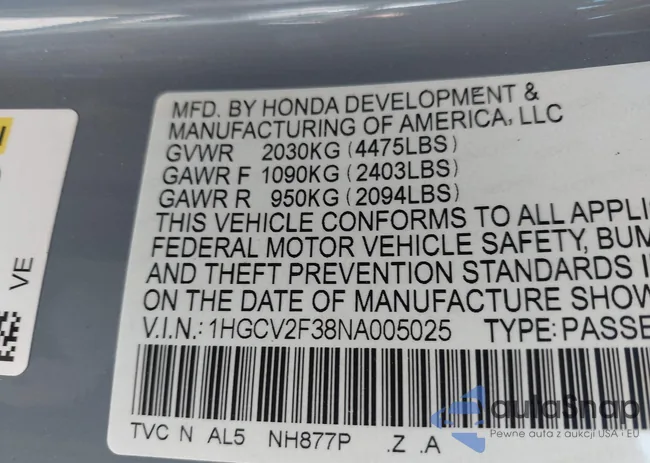 MFD. BY HONDA DEVELOPMENT &
MANUFACTURING OF AMERICA, LLC
GVWR 2030KG (4475LBS)
GAWR F 1090KG (2403LBS)
GAWR R 950KG (2094LBS)
THIS VEHICLE CONFORMS TO ALL APPLI
FEDERAL MOTOR VEHICLE SAFETY, BUM
AND THEFT PREVENTION STANDARDS I
ON THE DATE OF MANUFACTURE SHOW
V.I.N.: 1HGCV2F38NA005025 TYPE: PASSE
TVC N AL5 NH877P .Z .A
VE
autaSnap
Pewne auta z aukcji USA i EU